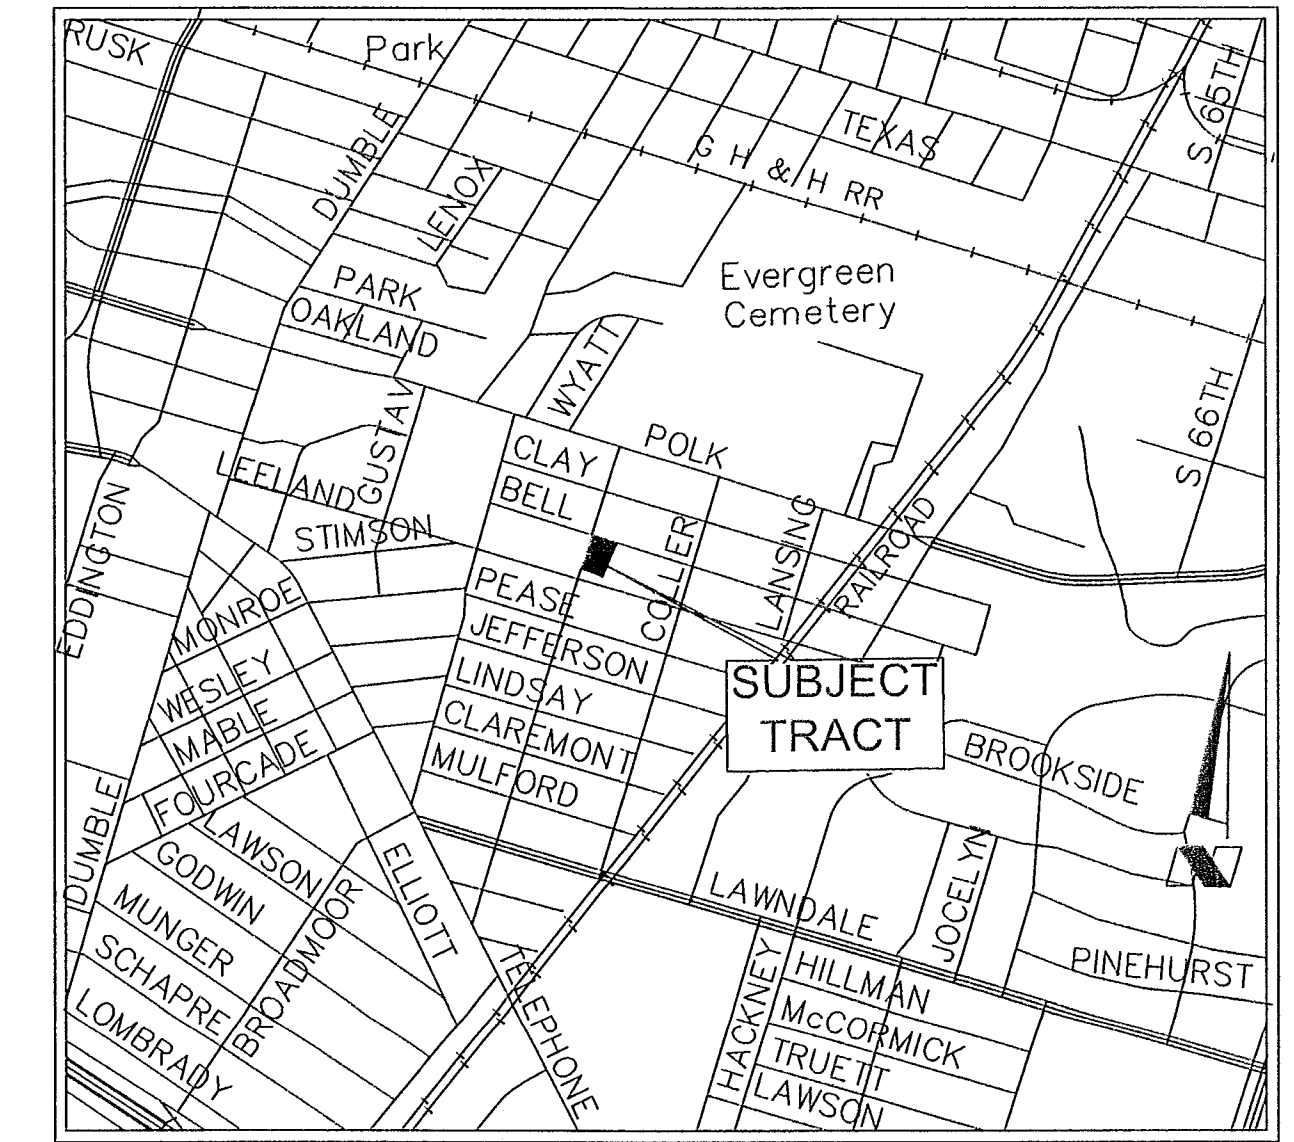 RUSK
Park
S 65TH
TEXAS
DUMBLE
G H & H RR
LENOX
Evergreen
Cemetery
PARK
OAKLAND
WYATT
GUSTAV
S 66TH
POLK
CLAY
LEELAND
BELL
STIMSON
EDDINGTON
COLLER
LANSING
RAILROAD
PEASE
MONROE
JEFFERSON
WESLEY
LINDSAY
SUBJECT
TRACT
MABLE
CLAREMONT
FOURCADE
MULFORD
BROOKSIDE
DUMBLE
LAWSON
GODWIN
ELLIOTT
BROADMOOR
JOCELYN
LAWNDALE
MUNGER
SCHAPRE
LOMBRADY
TELEPHONE
HACKNEY
HILLMAN
PINEHURST
McCORMICK
TRUETT
LAWSON